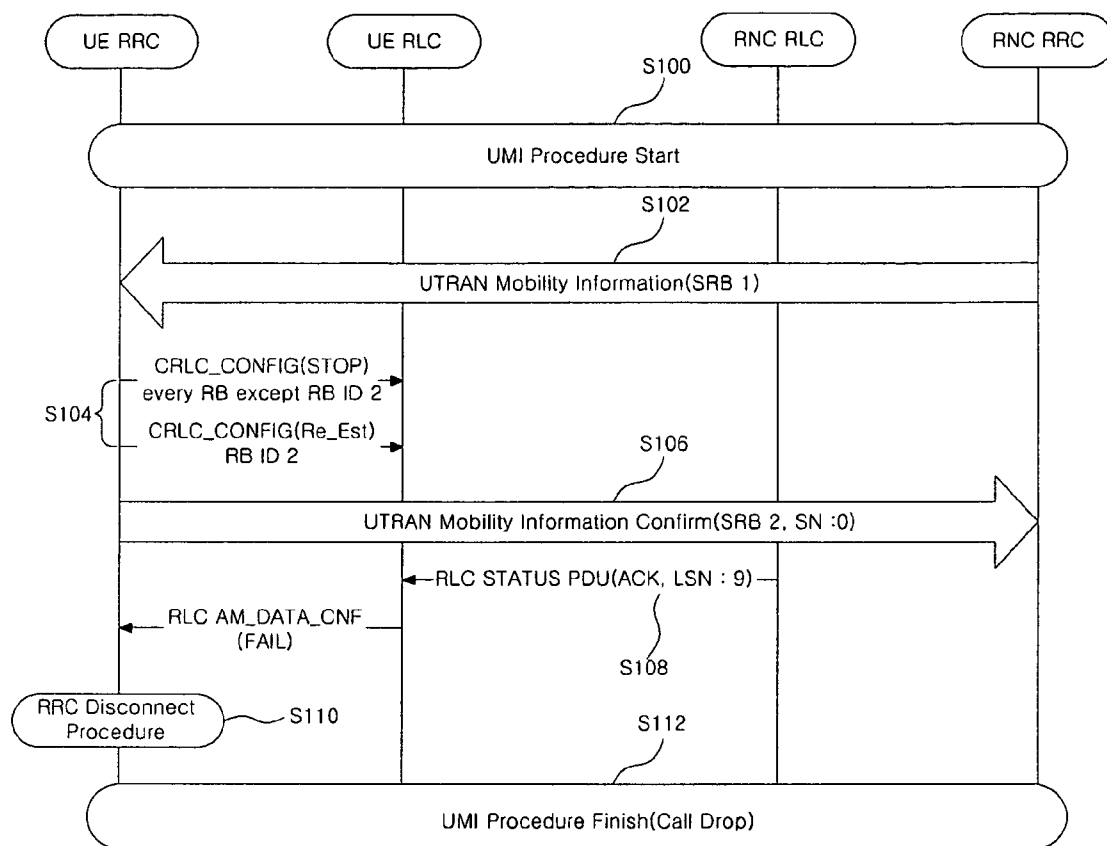 UE RRC
UE RLC
RNC RLC
RNC RRC
S100
UMI Procedure Start
S102
UTRAN Mobility Information(SRB 1)
CRLC_CONFIG(STOP)
every RB except RB ID 2
S104
CRLC_CONFIG(Re_Est)
RB ID 2
S106
UTRAN Mobility Information Confirm(SRB 2, SN :0)
RLC STATUS PDU(ACK, LSN : 9)
RLC AM_DATA_CNF
(FAIL)
S108
RRC Disconnect
Procedure
S110
S112
UMI Procedure Finish(Call Drop)